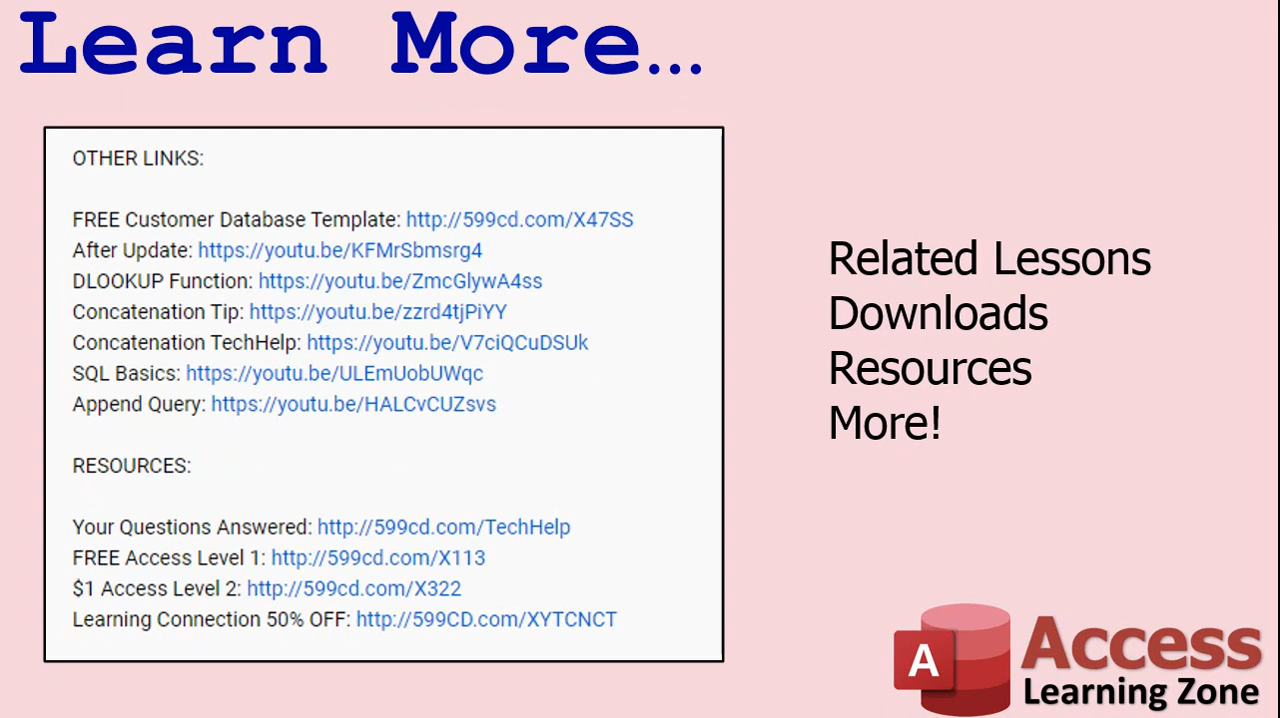 Learn More...
OTHER LINKS:
FREE Customer Database Template: http://599cd.com/X47SS
After Update: https://youtu.be/KFMrSbmsrg4
DLOOKUP Function: https://youtu.be/ZmcGlywA4ss
Concatenation Tip: https://youtu.be/zzrd4tjPiYY
Concatenation TechHelp: https://youtu.be/V7ciQCuDSUk
SQL Basics: https://youtu.be/ULEmUobUWqc
Append Query: https://youtu.be/HALCvCUZsvs
RESOURCES:
Your Questions Answered: http://599cd.com/TechHelp
FREE Access Level 1: http://599cd.com/X113
$1 Access Level 2: http://599cd.com/X322
Learning Connection 50% OFF: http://599CD.com/XYTCNCT
Related Lessons
Downloads
Resources
More!
A
Access
Learning Zone